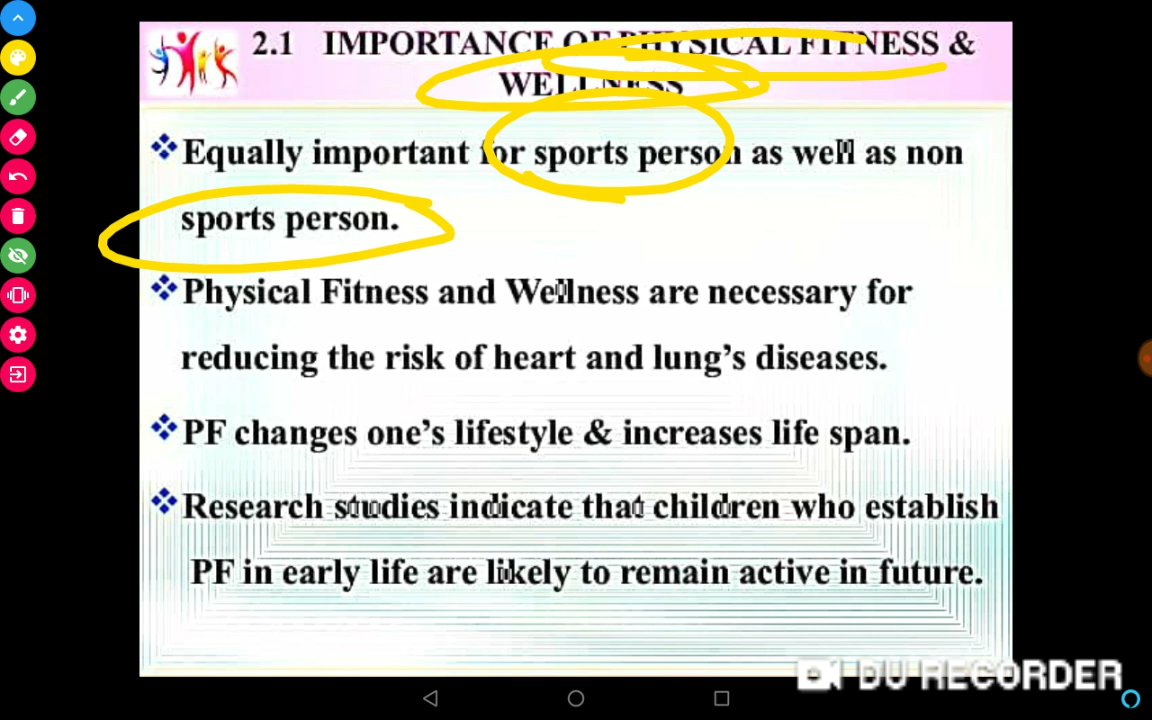 2.1 IMPORTANCE OF PHYSICAL FITNESS &
WELLNESS
❖Equally important for sports person as well as non
sports person.
❖Physical Fitness and Wellness are necessary for
reducing the risk of heart and lung’s diseases.
❖PF changes one’s lifestyle & increases life span.
❖Research studies indicate that children who establish
PF in early life are likely to remain active in future.
DU RECORDER